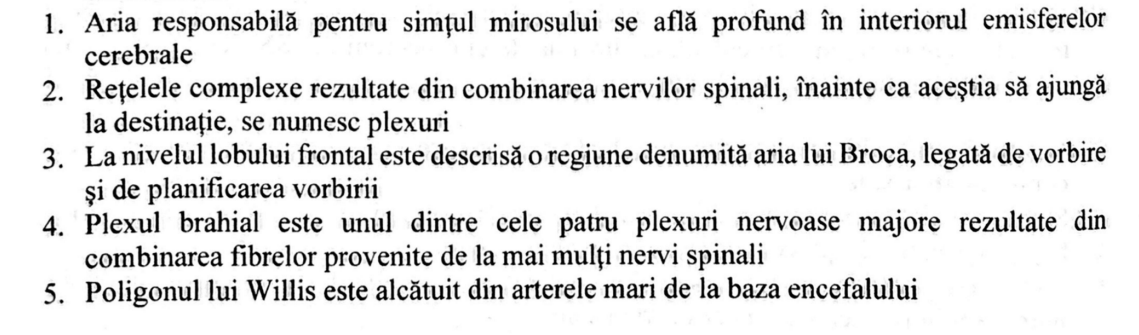 1. Aria responsabilă pentru simțul mirosului se află profund în interiorul emisferelor
cerebrale
2. Rețelele complexe rezultate din combinarea nervilor spinali, înainte ca aceștia să ajungă
la destinație, se numesc plexuri
3. La nivelul lobului frontal este descrisă o regiune denumită aria lui Broca, legată de vorbire
și de planificarea vorbirii
4. Plexul brahial este unul dintre cele patru plexuri nervoase majore rezultate din
combinarea fibrelor provenite de la mai mulți nervi spinali
5. Poligonul lui Willis este alcătuit din arterele mari de la baza encefalului